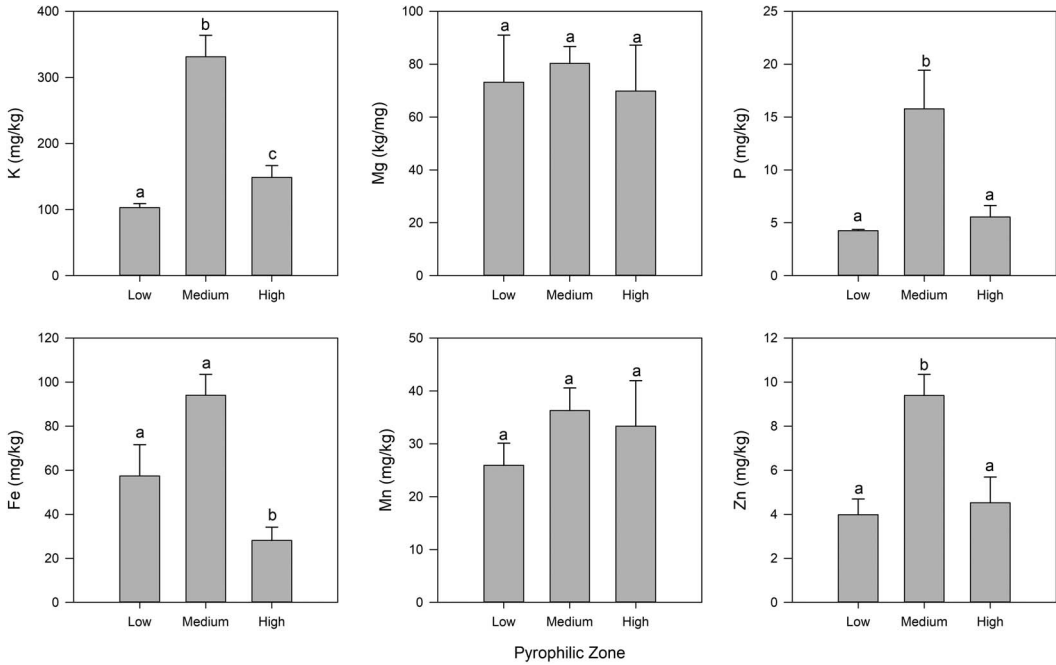 K (mg/kg)
400
300
200
100
0
a
b
c
Low
Medium
High
Mg (kg/mg)
100
80
60
40
20
0
a
a
a
Low
Medium
High
P (mg/kg)
25
20
15
10
5
0
a
b
a
Low
Medium
High
Fe (mg/kg)
120
100
80
60
40
20
0
a
a
b
Low
Medium
High
Mn (mg/kg)
50
40
30
20
10
0
a
a
a
Low
Medium
High
Zn (mg/kg)
12
10
8
6
4
2
0
a
b
a
Low
Medium
High
Pyrophilic Zone